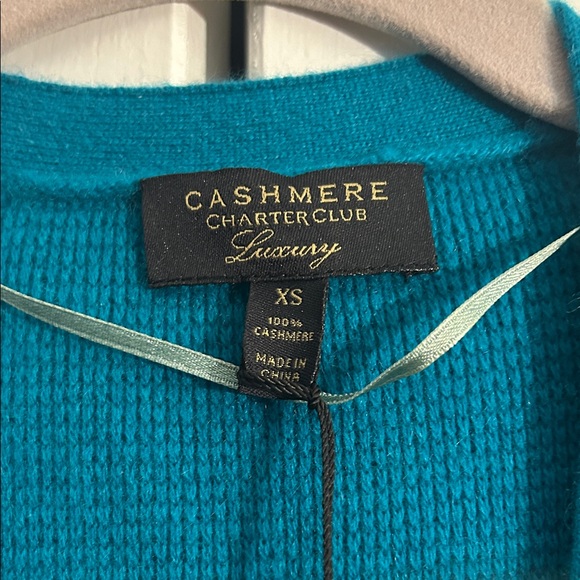 CASHMERE
CHARTER CLUB
Luxury
XS
100%
CASHMERE
MADE IN
CHINA